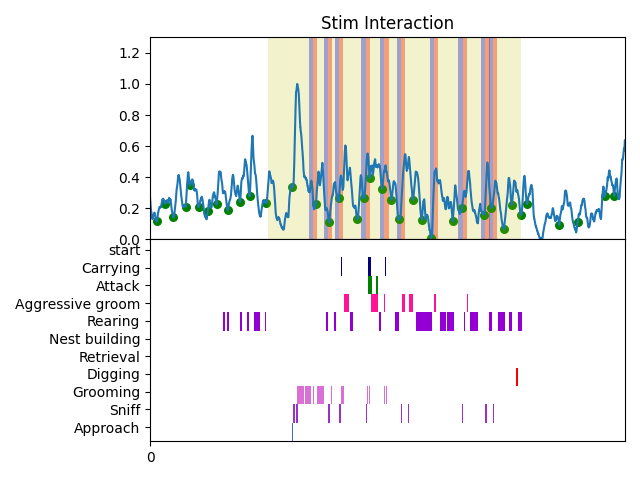 Stim Interaction
1.2
1.0
0.8
0.6
0.4
0.2
0.0
start
Carrying
Attack
Aggressive groom
Rearing
Nest building
Retrieval
Digging
Grooming
Sniff
Approach
0